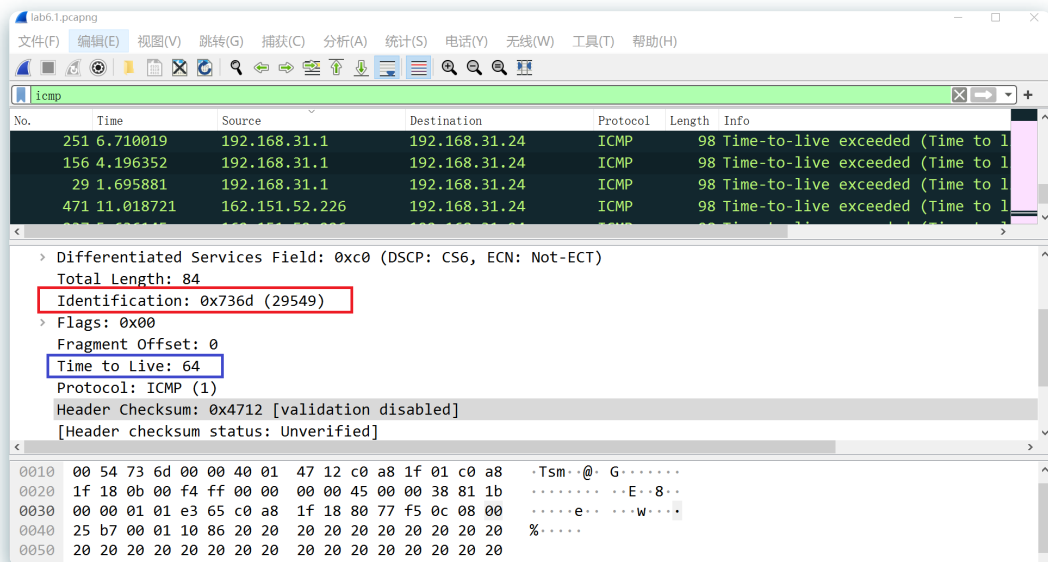 lab6.1.pcapng
文件(F) 编辑(E) 视图(V) 跳转(G) 捕获(C) 分析(A) 统计(S) 电话(Y) 无线(W) 工具(T) 帮助(H)
icmp
No. Time Source Destination Protocol Length Info
251 6.710019 192.168.31.1 192.168.31.24 ICMP 98 Time-to-live exceeded (Time to l
156 4.196352 192.168.31.1 192.168.31.24 ICMP 98 Time-to-live exceeded (Time to l
29 1.695881 192.168.31.1 192.168.31.24 ICMP 98 Time-to-live exceeded (Time to l
471 11.018721 162.151.52.226 192.168.31.24 ICMP 98 Time-to-live exceeded (Time to l
Differentiated Services Field: 0xc0 (DSCP: CS6, ECN: Not-ECT)
Total Length: 84
Identification: 0x736d (29549)
Flags: 0x00
Fragment Offset: 0
Time to Live: 64
Protocol: ICMP (1)
Header Checksum: 0x4712 [validation disabled]
[Header checksum status: Unverified]
0010 00 54 73 6d 00 00 40 01 47 12 c0 a8 1f 01 c0 a8 ·Tsm··@· G·······
0020 1f 18 0b 00 f4 ff 00 00 00 00 45 00 00 38 81 1b ········ ··E··8··
0030 00 00 01 01 e3 65 c0 a8 1f 18 80 77 f5 0c 08 00 ·····e·· ···w····
0040 25 b7 00 01 10 86 20 20 20 20 20 20 20 20 20 20 %·····
0050 20 20 20 20 20 20 20 20 20 20 20 20 20 20 20 20